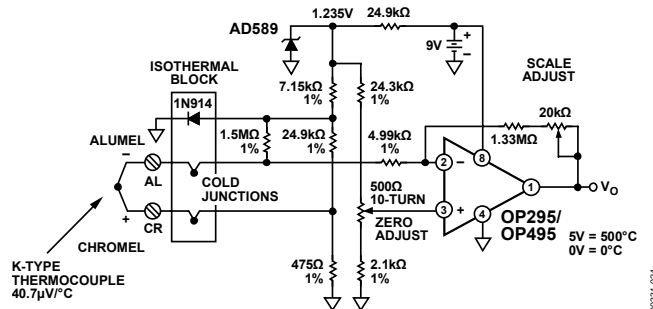 1.235V
24.9kΩ
AD589
9V
+
−
ISOTHERMAL
BLOCK
SCALE
ADJUST
7.15kΩ
1%
24.3kΩ
1%
1N914
20kΩ
1.33MΩ
ALUMEL
1.5MΩ
1%
24.9kΩ
1%
4.99kΩ
1%
−
AL
2
−
8
COLD
JUNCTIONS
500Ω
10-TURN
1
VO
+
CR
3
+
4
ZERO
ADJUST
OP295/
OP495
5V = 500°C
0V = 0°C
CHROMEL
K-TYPE
THERMOCOUPLE
40.7µV/°C
475Ω
1%
2.1kΩ
1%